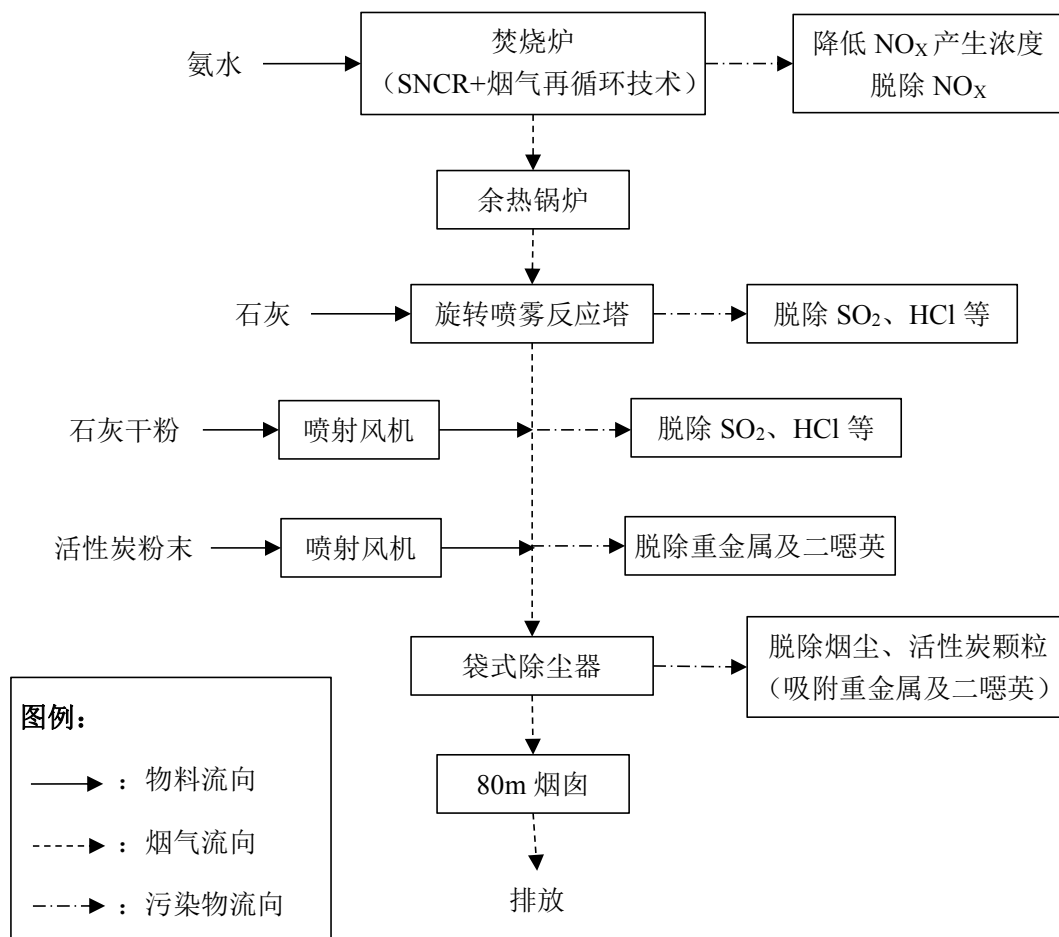 氨水
焚烧炉
（SNCR+烟气再循环技术）
降低 NOX 产生浓度
脱除 NOX
余热锅炉
石灰
旋转喷雾反应塔
脱除 SO2、HCl 等
石灰干粉
喷射风机
脱除 SO2、HCl 等
活性炭粉末
喷射风机
脱除重金属及二噁英
袋式除尘器
脱除烟尘、活性炭颗粒
（吸附重金属及二噁英）
80m 烟囱
排放
图例：
：物料流向
：烟气流向
：污染物流向